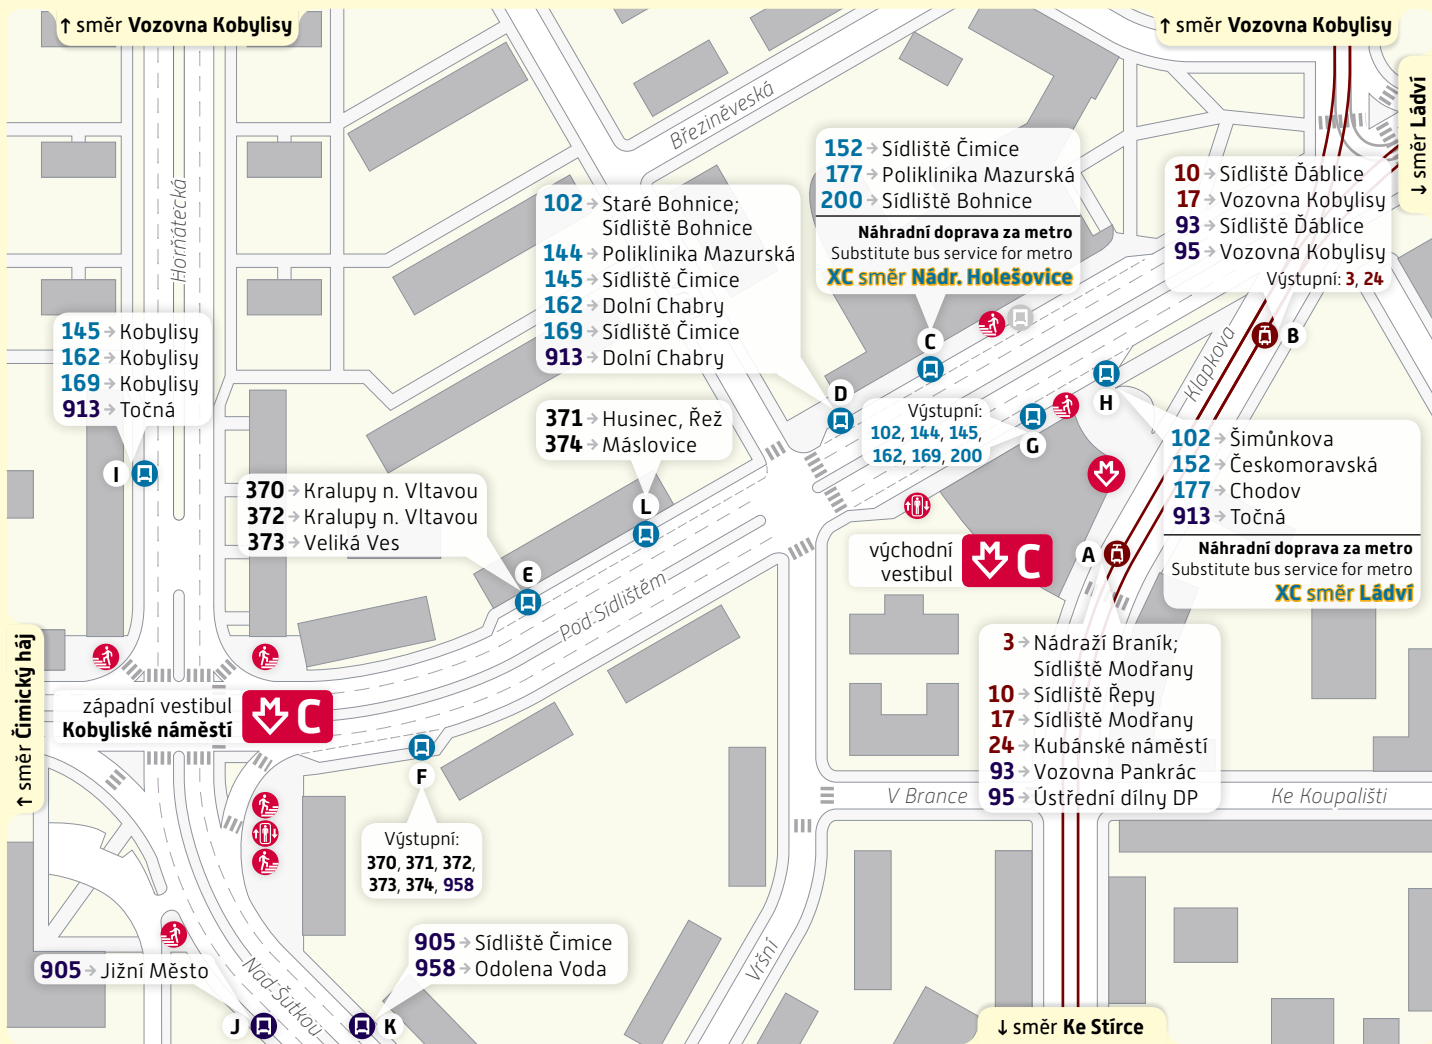 ↑ směr Vozovna Kobylisy
↑ směr Vozovna Kobylisy
↓ směr Ládví
Březiněveská
Horňátecká
152 → Sídliště Čimice
177 → Poliklinika Mazurská
200 → Sídliště Bohnice
Náhradní doprava za metro
Substitute bus service for metro
XC směr Nádr. Holešovice
C
10 → Sídliště Ďáblice
17 → Vozovna Kobylisy
93 → Sídliště Ďáblice
95 → Vozovna Kobylisy
Výstupní: 3, 24
B
Klapkova
102 → Staré Bohnice;
Sídliště Bohnice
144 → Poliklinika Mazurská
145 → Sídliště Čimice
162 → Dolní Chabry
169 → Sídliště Čimice
913 → Dolní Chabry
D
145 → Kobylisy
162 → Kobylisy
169 → Kobylisy
913 → Točná
I
371 → Husinec, Řež
374 → Máslovice
L
Výstupní:
102, 144, 145,
162, 169, 200
G
H
102 → Šimůnkova
152 → Českomoravská
177 → Chodov
913 → Točná
Náhradní doprava za metro
Substitute bus service for metro
XC směr Ládví
370 → Kralupy n. Vltavou
372 → Kralupy n. Vltavou
373 → Veliká Ves
E
Pod Sídlištěm
východní
vestibul
C
A
3 → Nádraží Braník;
Sídliště Modřany
10 → Sídliště Řepy
17 → Sídliště Modřany
24 → Kubánské náměstí
93 → Vozovna Pankrác
95 → Ústřední dílny DP
↑ směr Čimický háj
západní vestibul
Kobyliské náměstí
C
F
Výstupní:
370, 371, 372,
373, 374, 958
V Brance
Ke Koupališti
Vršní
905 → Sídliště Čimice
958 → Odolena Voda
K
905 → Jižní Město
J
Nad Šutkou
↓ směr Ke Stírce